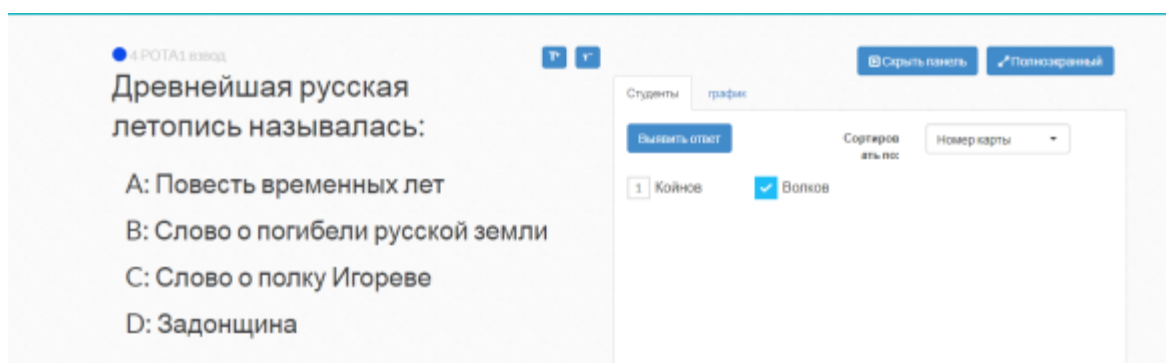 4 РОТА1 взвод
Древнейшая русская
летопись называлась:
A: Повесть временных лет
B: Слово о погибели русской земли
C: Слово о полку Игореве
D: Задонщина
T+ T-
Скрыть панель Полноэкранный
Студенты график
Выявить ответ
Сортиров
ать по:
Номер карты
1 Койнов Волков